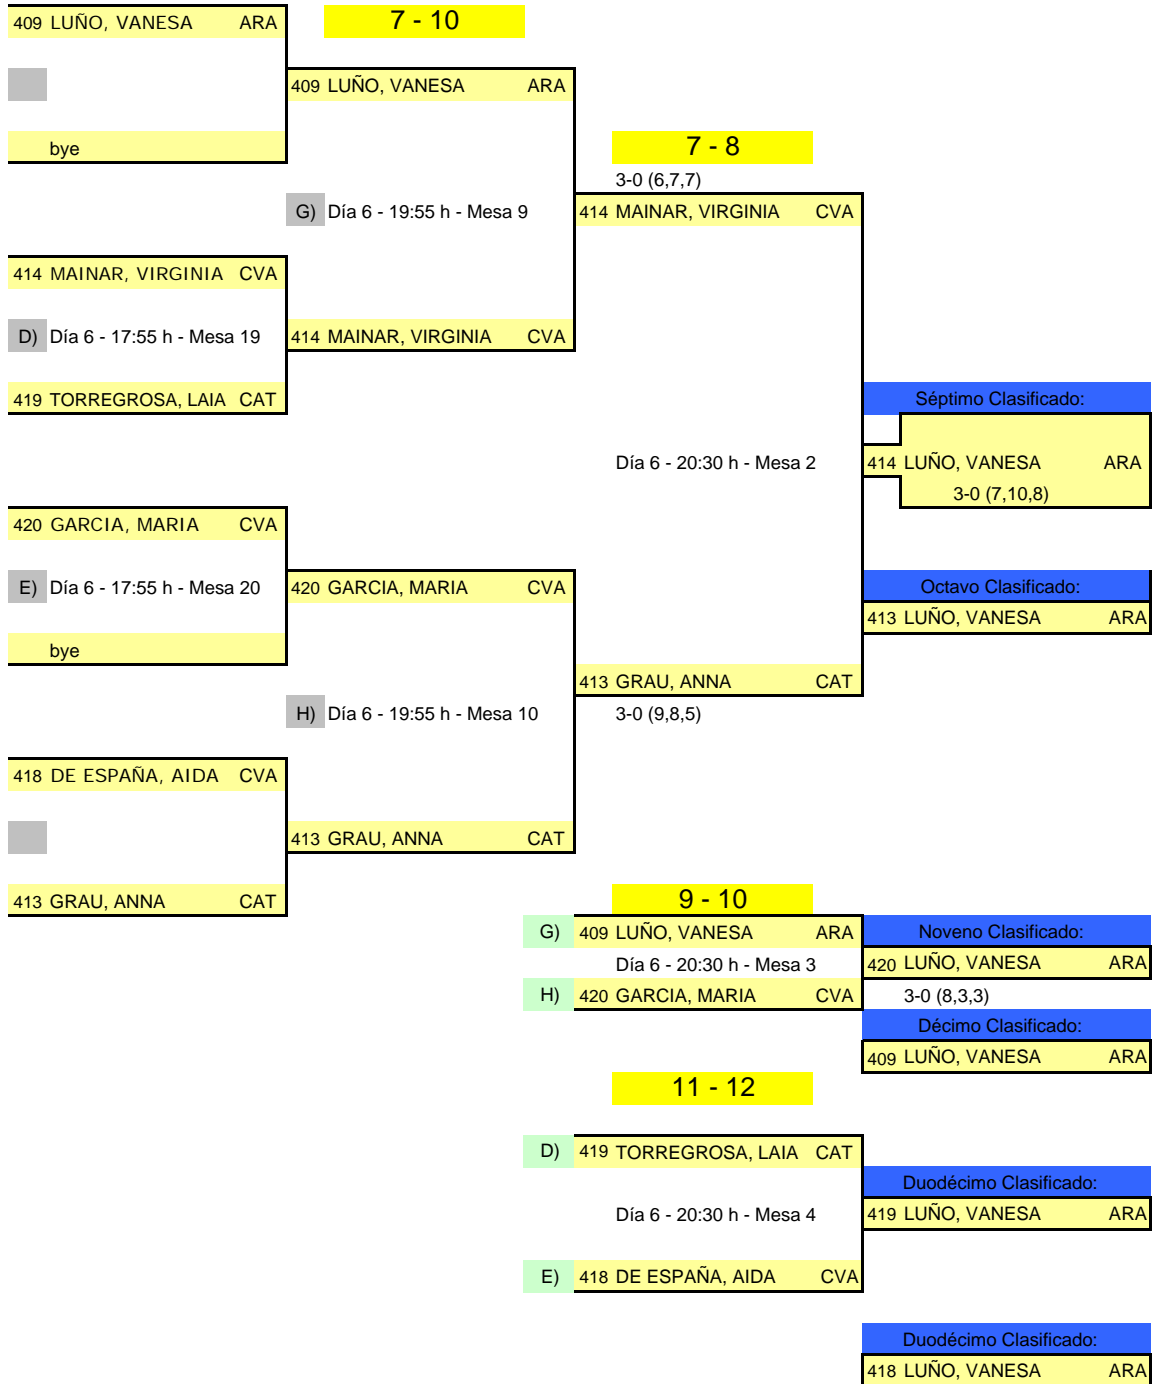 409 LUÑO, VANESA ARA
7 - 10
409 LUÑO, VANESA ARA
bye
7 - 8
3-0 (6,7,7)
G) Día 6 - 19:55 h - Mesa 9
414 MAINAR, VIRGINIA CVA
414 MAINAR, VIRGINIA CVA
D) Día 6 - 17:55 h - Mesa 19
414 MAINAR, VIRGINIA CVA
419 TORREGROSA, LAIA CAT
Séptimo Clasificado:
Día 6 - 20:30 h - Mesa 2
414 LUÑO, VANESA ARA
3-0 (7,10,8)
420 GARCIA, MARIA CVA
E) Día 6 - 17:55 h - Mesa 20
420 GARCIA, MARIA CVA
Octavo Clasificado:
413 LUÑO, VANESA ARA
bye
413 GRAU, ANNA CAT
H) Día 6 - 19:55 h - Mesa 10
3-0 (9,8,5)
418 DE ESPAÑA, AIDA CVA
413 GRAU, ANNA CAT
413 GRAU, ANNA CAT
9 - 10
G) 409 LUÑO, VANESA ARA
Noveno Clasificado:
Día 6 - 20:30 h - Mesa 3
420 LUÑO, VANESA ARA
H) 420 GARCIA, MARIA CVA
3-0 (8,3,3)
Décimo Clasificado:
409 LUÑO, VANESA ARA
11 - 12
D) 419 TORREGROSA, LAIA CAT
Duodécimo Clasificado:
Día 6 - 20:30 h - Mesa 4
419 LUÑO, VANESA ARA
E) 418 DE ESPAÑA, AIDA CVA
Duodécimo Clasificado:
418 LUÑO, VANESA ARA